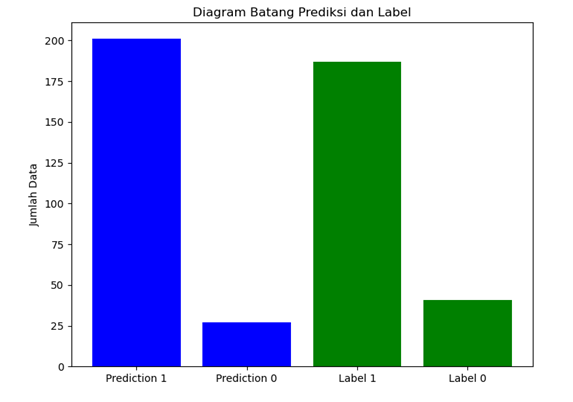 Diagram Batang Prediksi dan Label
Jumlah Data
200
175
150
125
100
75
50
25
0
Prediction 1
Prediction 0
Label 1
Label 0